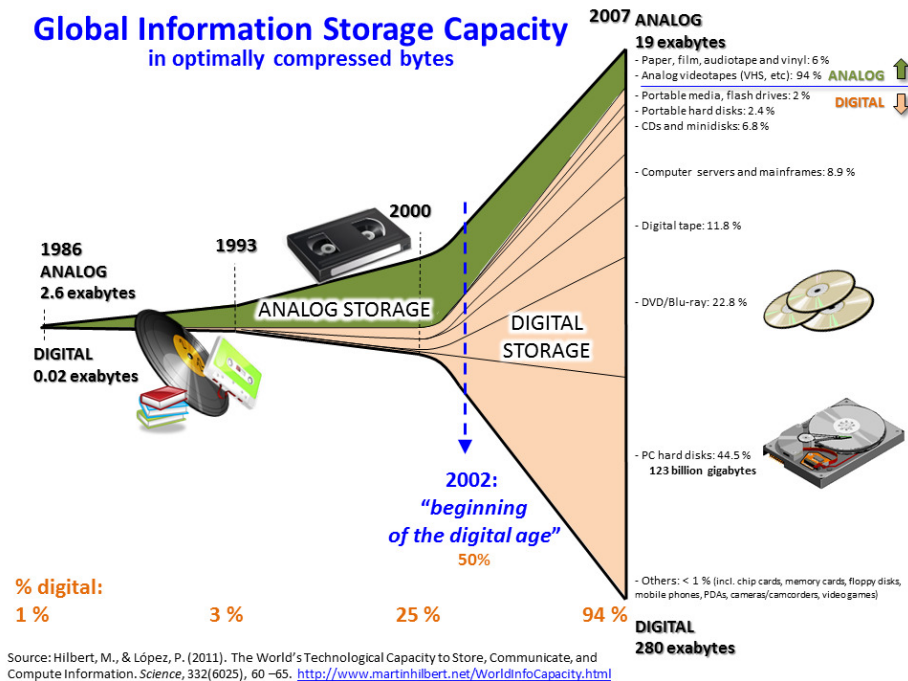 Global Information Storage Capacity
in optimally compressed bytes
2007 ANALOG
19 exabytes
- Paper, film, audiotape and vinyl: 6 %
- Analog videotapes (VHS, etc): 94 %
ANALOG
- Portable media, flash drives: 2 %
DIGITAL
- Portable hard disks: 2.4 %
- CDs and minidisks: 6.8 %
- Computer servers and mainframes: 8.9 %
- Digital tape: 11.8 %
- DVD/Blu-ray: 22.8 %
- PC hard disks: 44.5 %
123 billion gigabytes
- Others: < 1 % (incl. chip cards, memory cards, floppy disks,
mobile phones, PDAs, cameras/camcorders, video games)
DIGITAL
280 exabytes
1986
ANALOG
2.6 exabytes
DIGITAL
0.02 exabytes
1993
2000
ANALOG STORAGE
DIGITAL
STORAGE
2002:
“beginning
of the digital age”
50%
% digital:
1 %
3 %
25 %
94 %
Source: Hilbert, M., & López, P. (2011). The World’s Technological Capacity to Store, Communicate, and
Compute Information. Science, 332(6025), 60 –65. http://www.martinhilbert.net/WorldInfoCapacity.html